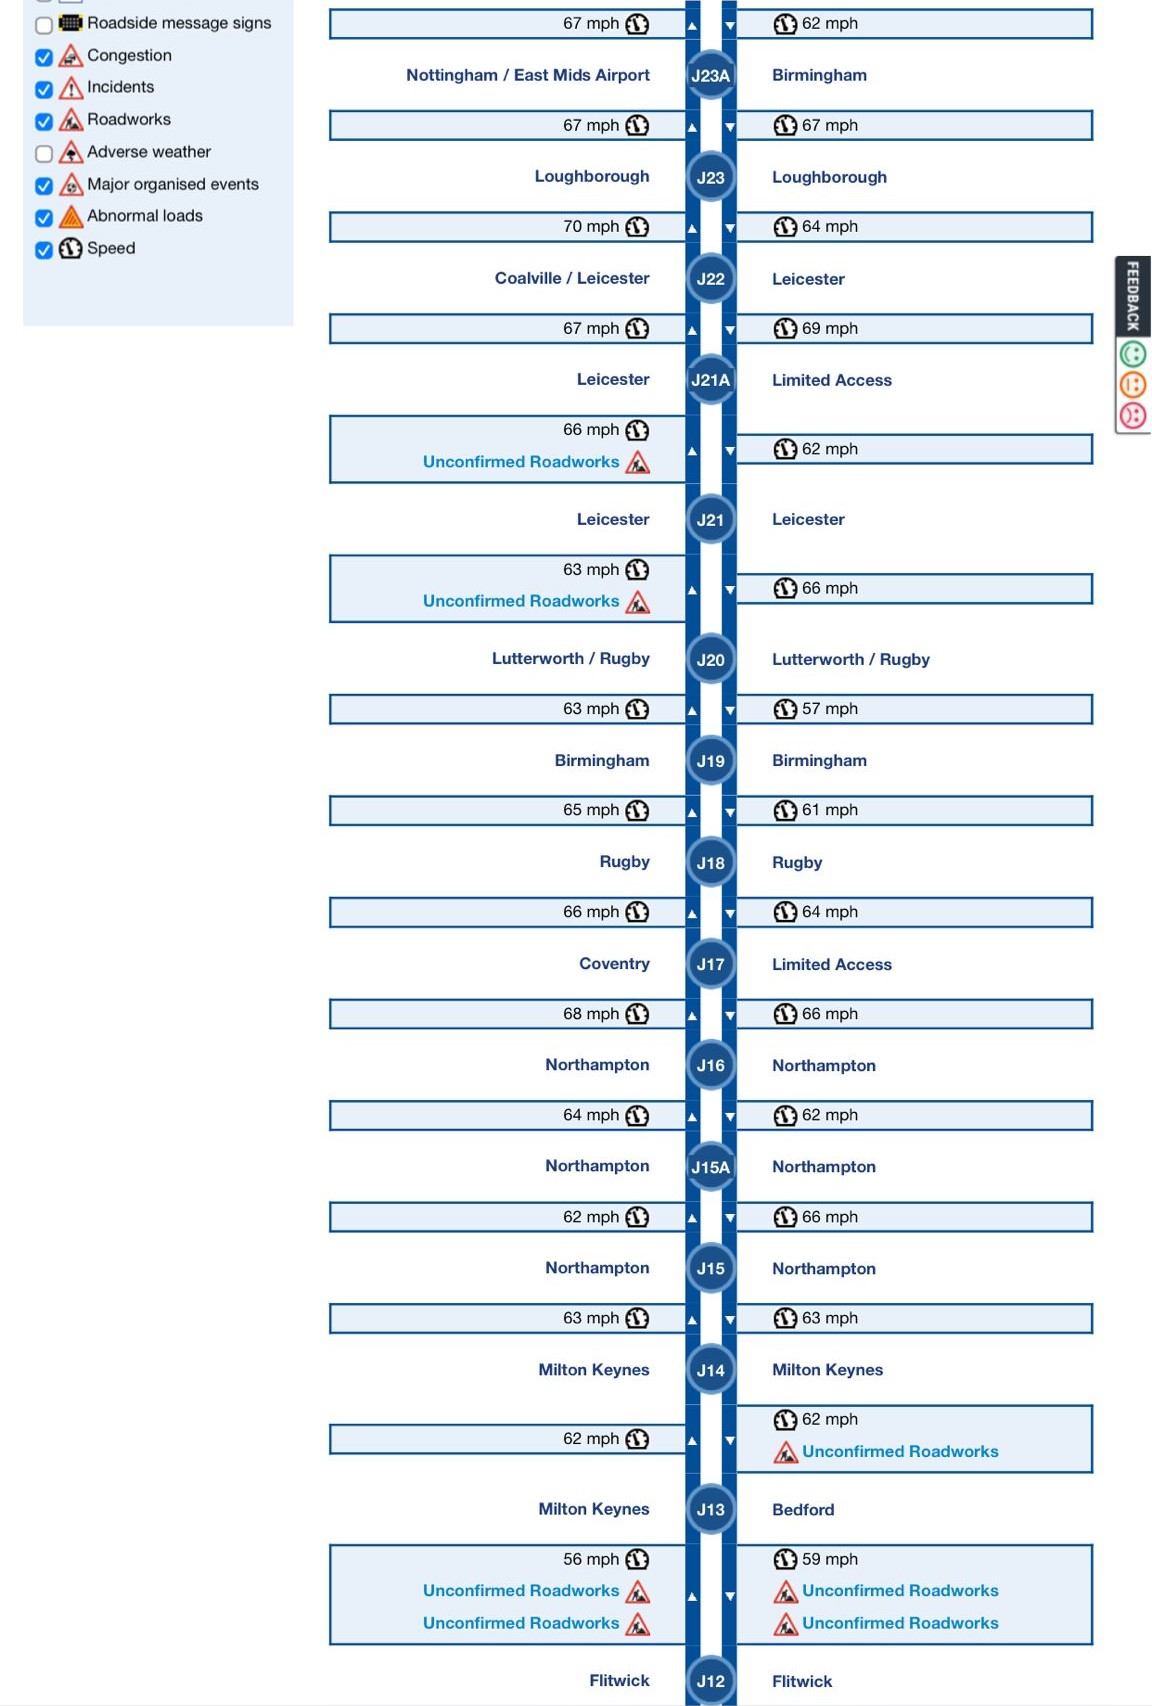 Roadside message signs
Congestion
Incidents
Roadworks
Adverse weather
Major organised events
Abnormal loads
Speed
67 mph 62 mph
Nottingham / East Mids Airport J23A Birmingham
67 mph 67 mph
Loughborough J23 Loughborough
70 mph 64 mph
Coalville / Leicester J22 Leicester
67 mph 69 mph
Leicester J21A Limited Access
66 mph
62 mph
Unconfirmed Roadworks
Leicester J21 Leicester
63 mph
66 mph
Unconfirmed Roadworks
Lutterworth / Rugby J20 Lutterworth / Rugby
63 mph 57 mph
Birmingham J19 Birmingham
65 mph 61 mph
Rugby J18 Rugby
66 mph 64 mph
Coventry J17 Limited Access
68 mph 66 mph
Northampton J16 Northampton
64 mph 62 mph
Northampton J15A Northampton
62 mph 66 mph
Northampton J15 Northampton
63 mph 63 mph
Milton Keynes J14 Milton Keynes
62 mph
62 mph
Unconfirmed Roadworks
Milton Keynes J13 Bedford
56 mph 59 mph
Unconfirmed Roadworks Unconfirmed Roadworks
Unconfirmed Roadworks Unconfirmed Roadworks
Flitwick J12 Flitwick
FEEDBACK